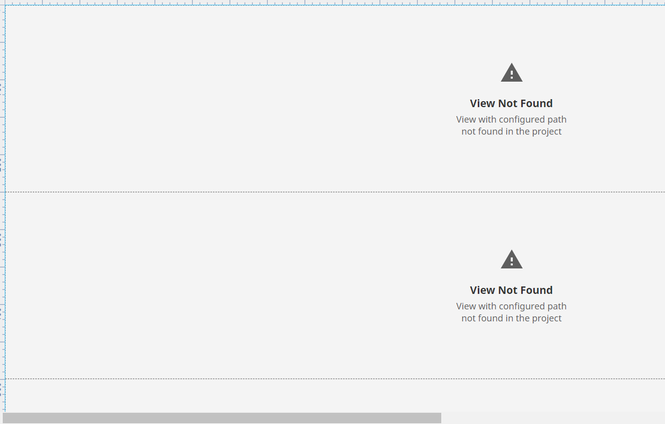 View Not Found
View with configured path
not found in the project
View Not Found
View with configured path
not found in the project